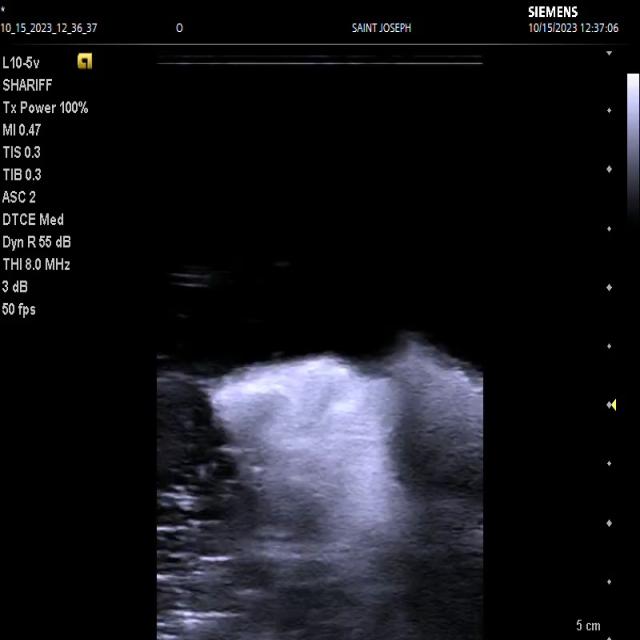 *
SIEMENS
10_15_2023_12_36_37 O SAINT JOSEPH 10/15/2023 12:37:06
L10-5v
SHARIFF
Tx Power 100%
MI 0.47
TIS 0.3
TIB 0.3
ASC 2
DTCE Med
Dyn R 55 dB
THI 8.0 MHz
3 dB
50 fps
5 cm